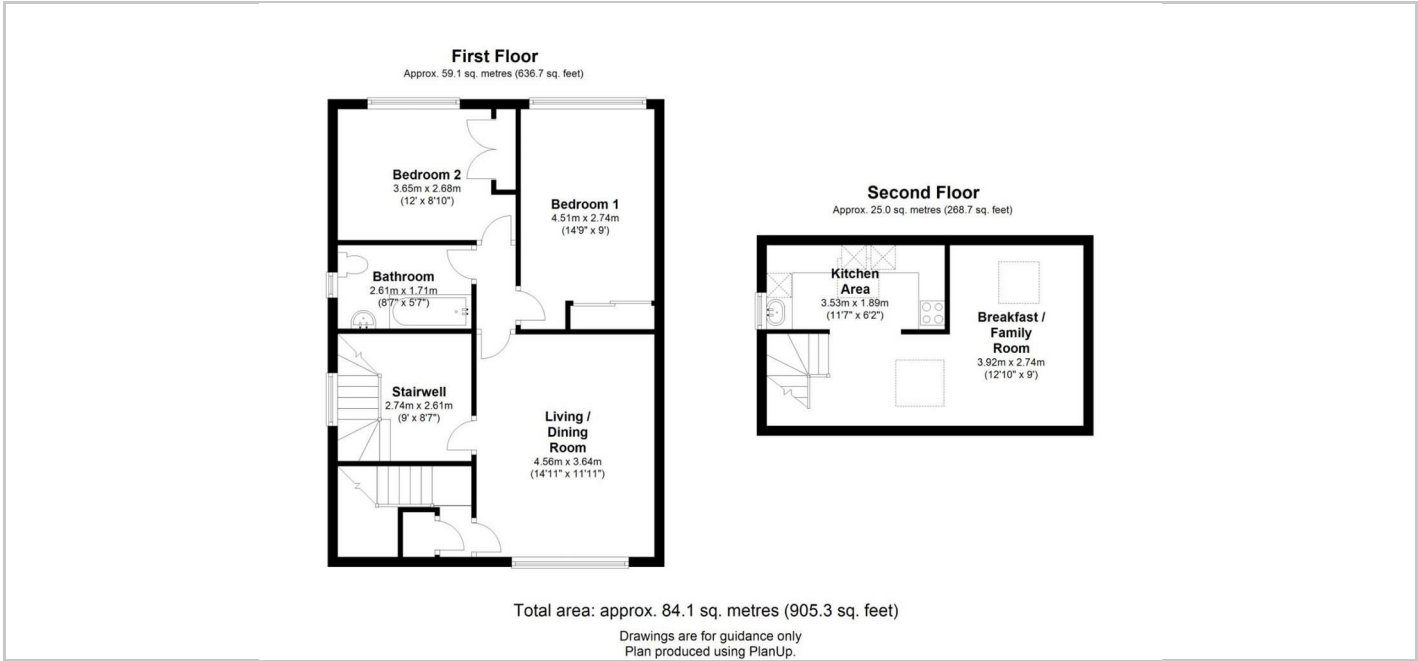 First Floor
Approx. 59.1 sq. metres (636.7 sq. feet)
Bedroom 2
3.65m x 2.68m
(12' x 8'10")
Bedroom 1
4.51m x 2.74m
(14'9" x 9')
Bathroom
2.61m x 1.71m
(8'7" x 5'7")
Stairwell
2.74m x 2.61m
(9' x 8'7")
Living /
Dining
Room
4.56m x 3.64m
(14'11" x 11'11")
Second Floor
Approx. 25.0 sq. metres (268.7 sq. feet)
Kitchen
Area
3.53m x 1.89m
(11'7" x 6'2")
Breakfast /
Family
Room
3.92m x 2.74m
(12'10" x 9')
Total area: approx. 84.1 sq. metres (905.3 sq. feet)
Drawings are for guidance only
Plan produced using PlanUp.